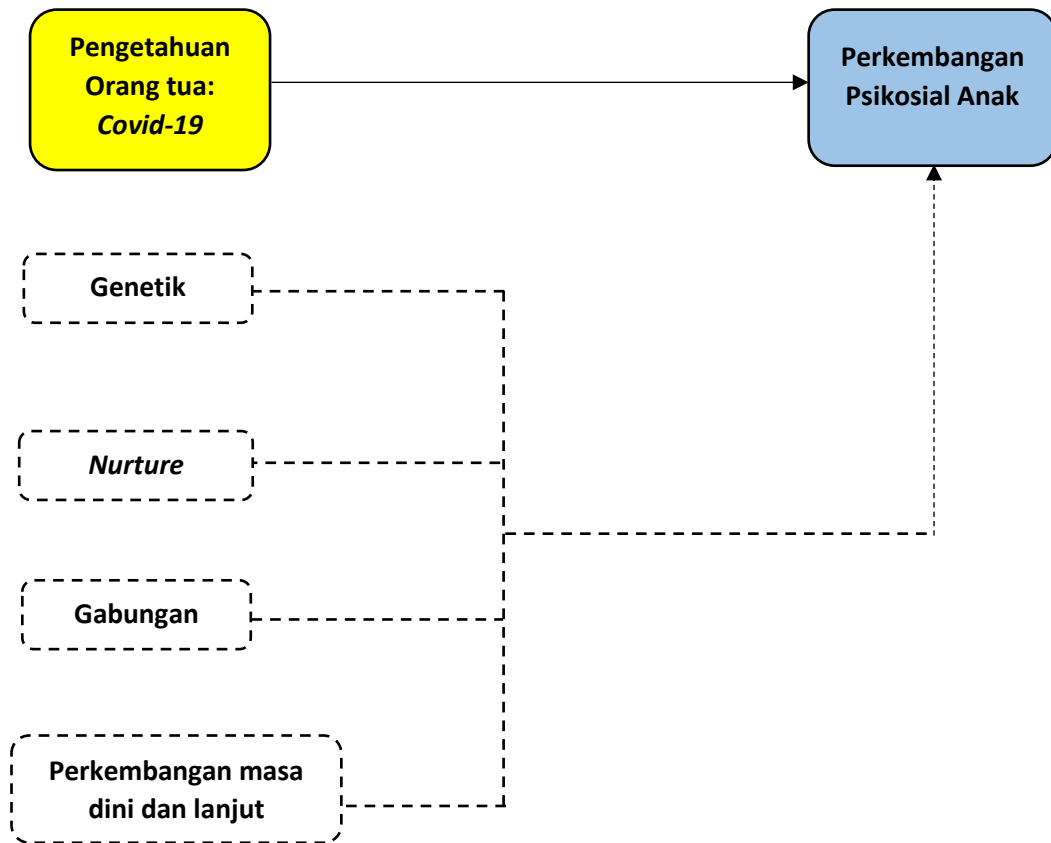 Pengetahuan
Orang tua:
Covid-19
Perkembangan
Psikosial Anak
Genetik
Nurture
Gabungan
Perkembangan masa
dini dan lanjut